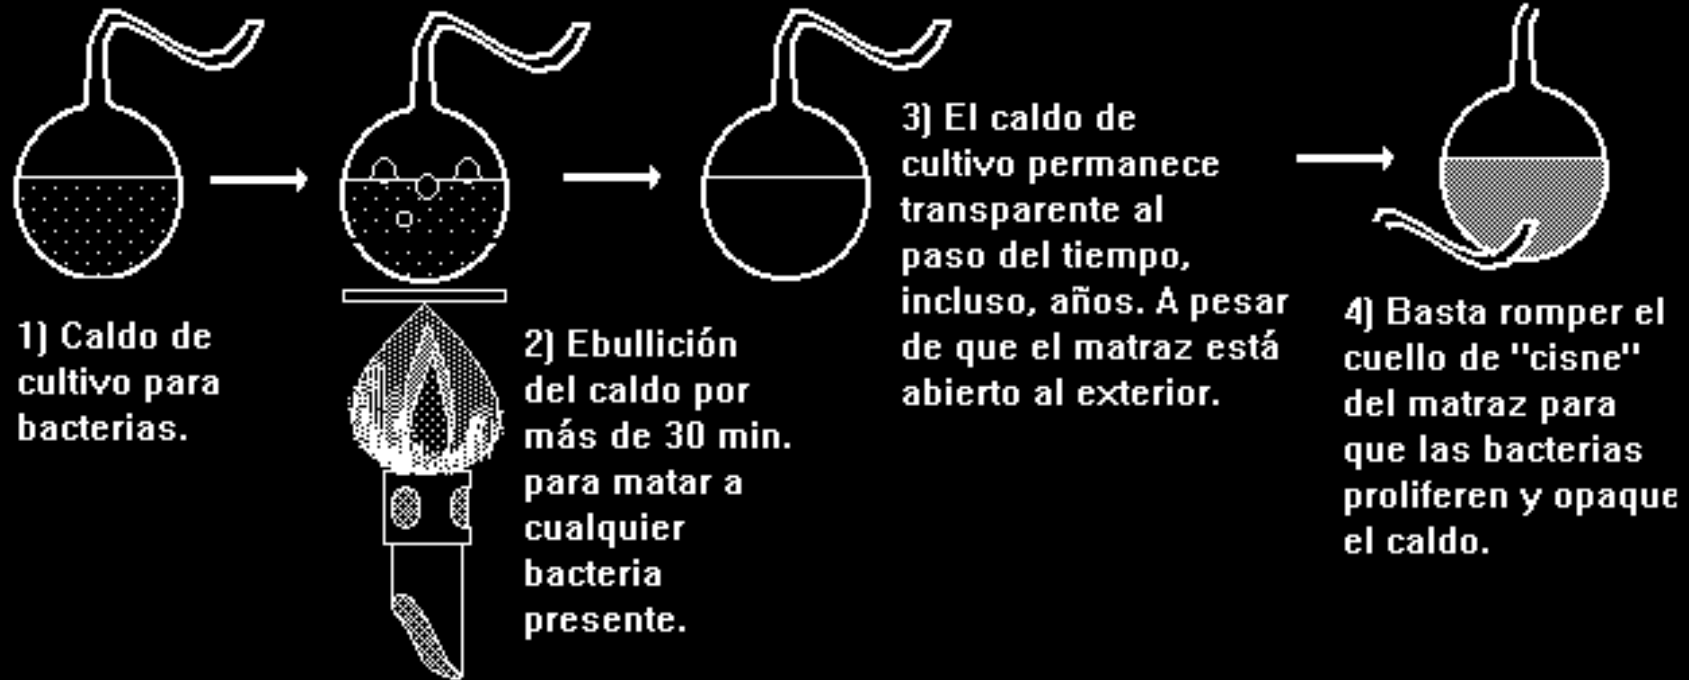 1) Caldo de
cultivo para
bacterias.
2) Ebullición
del caldo por
más de 30 min.
para matar a
cualquier
bacteria
presente.
3) El caldo de
cultivo permanece
transparente al
paso del tiempo,
incluso, años. A pesar
de que el matraz está
abierto al exterior.
4) Basta romper el
cuello de "cisne"
del matraz para
que las bacterias
proliferen y opaque
el caldo.